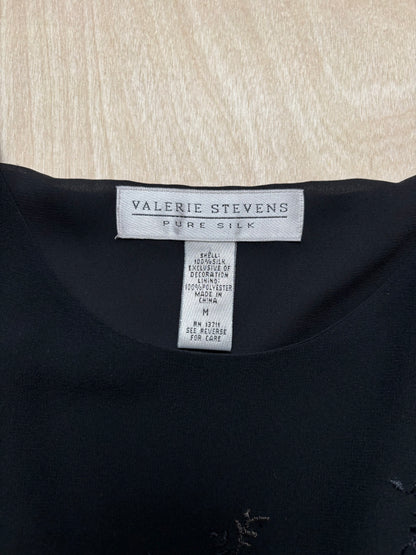 VALERIE STEVENS
PURE SILK
SHELL:
100%SILK
EXCLUSIVE OF
DECORATION
LINING:
100%POLYESTER
MADE IN
CHINA
M
RN 13711
SEE REVERSE
FOR CARE